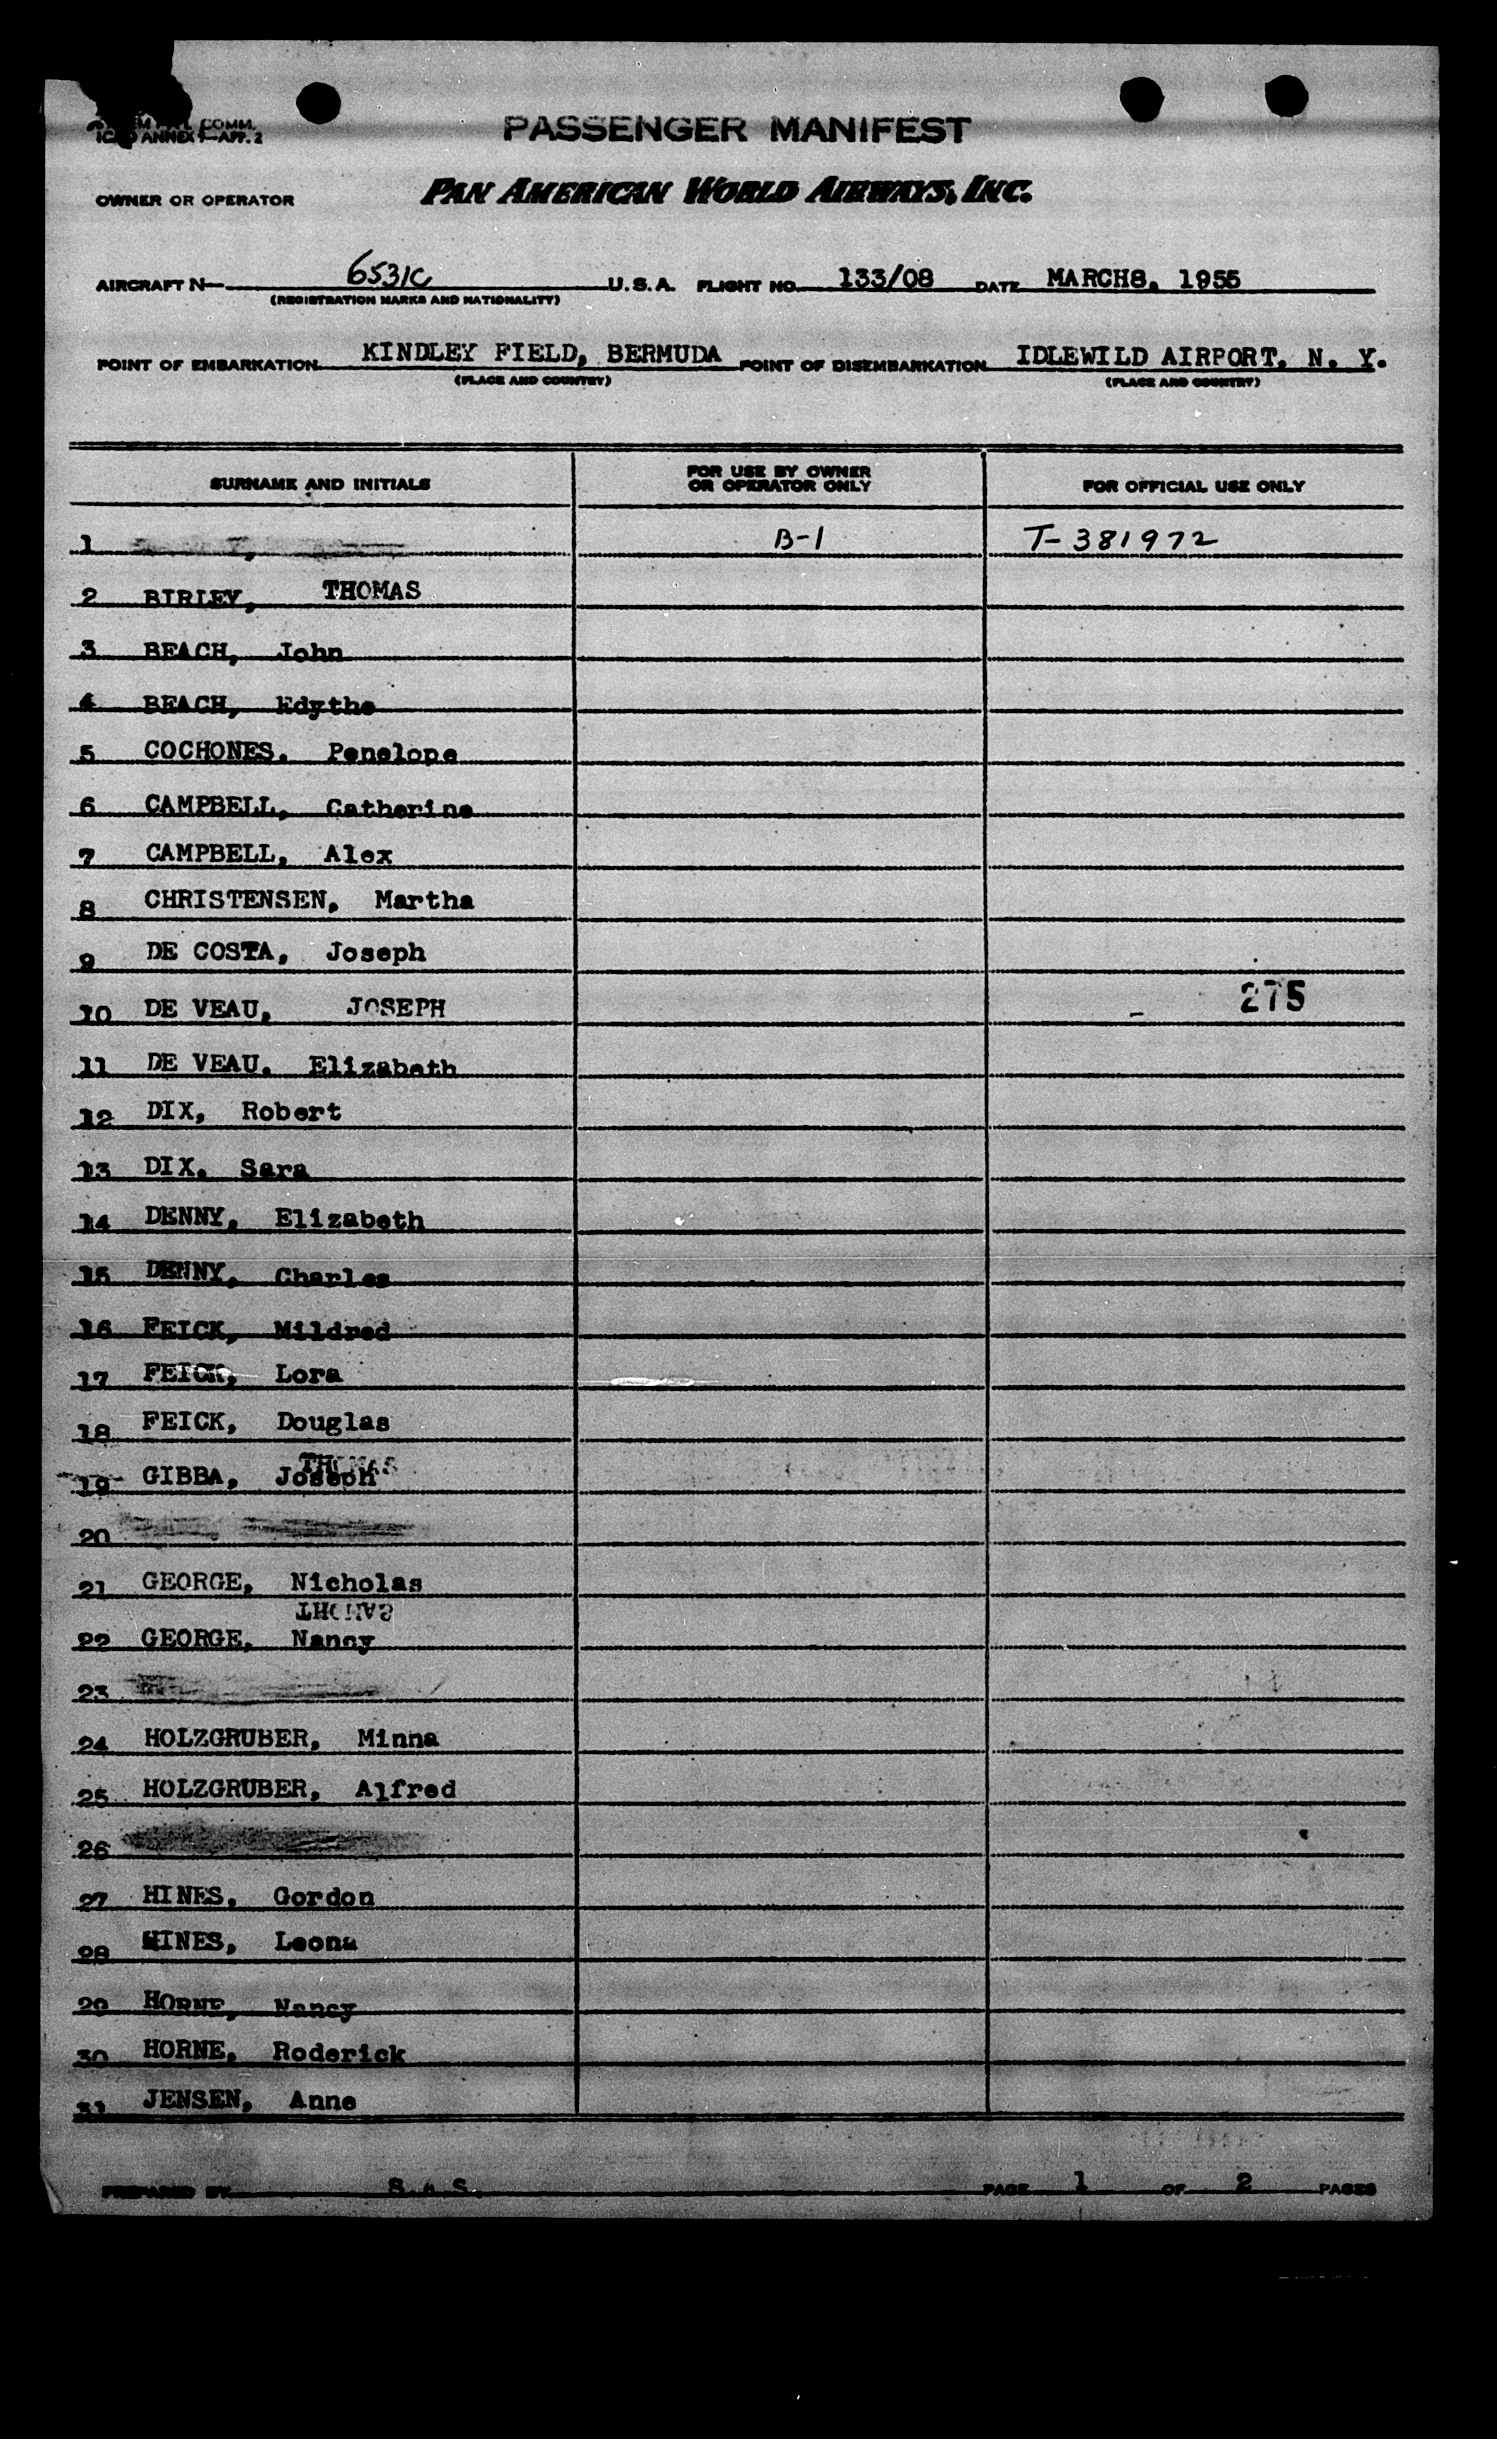 COMM.
ANNEX 9—APP. 2
PASSENGER MANIFEST
OWNER OR OPERATOR PAN AMERICAN WORLD AIRWAYS, INC.
AIRCRAFT N— 6531C U.S.A. FLIGHT NO. 133/08 DATE MARCH8, 1955
(REGISTRATION MARKS AND NATIONALITY)
POINT OF EMBARKATION KINDLEY FIELD, BERMUDA POINT OF DISEMBARKATION IDLEWILD AIRPORT, N. Y.
(PLACE AND COUNTRY) (PLACE AND COUNTRY)
SURNAME AND INITIALS FOR USE BY OWNER OR OPERATOR ONLY FOR OFFICIAL USE ONLY
1 B-1 T-381972
2 BIRLEY, THOMAS
3 BEACH, John
4 BEACH, Edythe
5 COCHONES, Penelope
6 CAMPBELL, Catherine
7 CAMPBELL, Alex
8 CHRISTENSEN, Martha
9 DE COSTA, Joseph
10 DE VEAU, JOSEPH 275
11 DE VEAU, Elizabeth
12 DIX, Robert
13 DIX, Sara
14 DENNY, Elizabeth
15 DENNY, Charles
16 FEICK, Mildred
17 FEICK, Lora
18 FEICK, Douglas
THOMAS
19 GIBBA, Joseph
20
21 GEORGE, Nicholas
THOMAS
22 GEORGE, Nancy
23
24 HOLZGRUBER, Minna
25 HOLZGRUBER, Alfred
26
27 HINES, Gordon
28 HINES, Leona
29 HORNE, Nancy
30 HORNE, Roderick
31 JENSEN, Anne
PREPARED BY PAGE 1 OF 2 PAGES